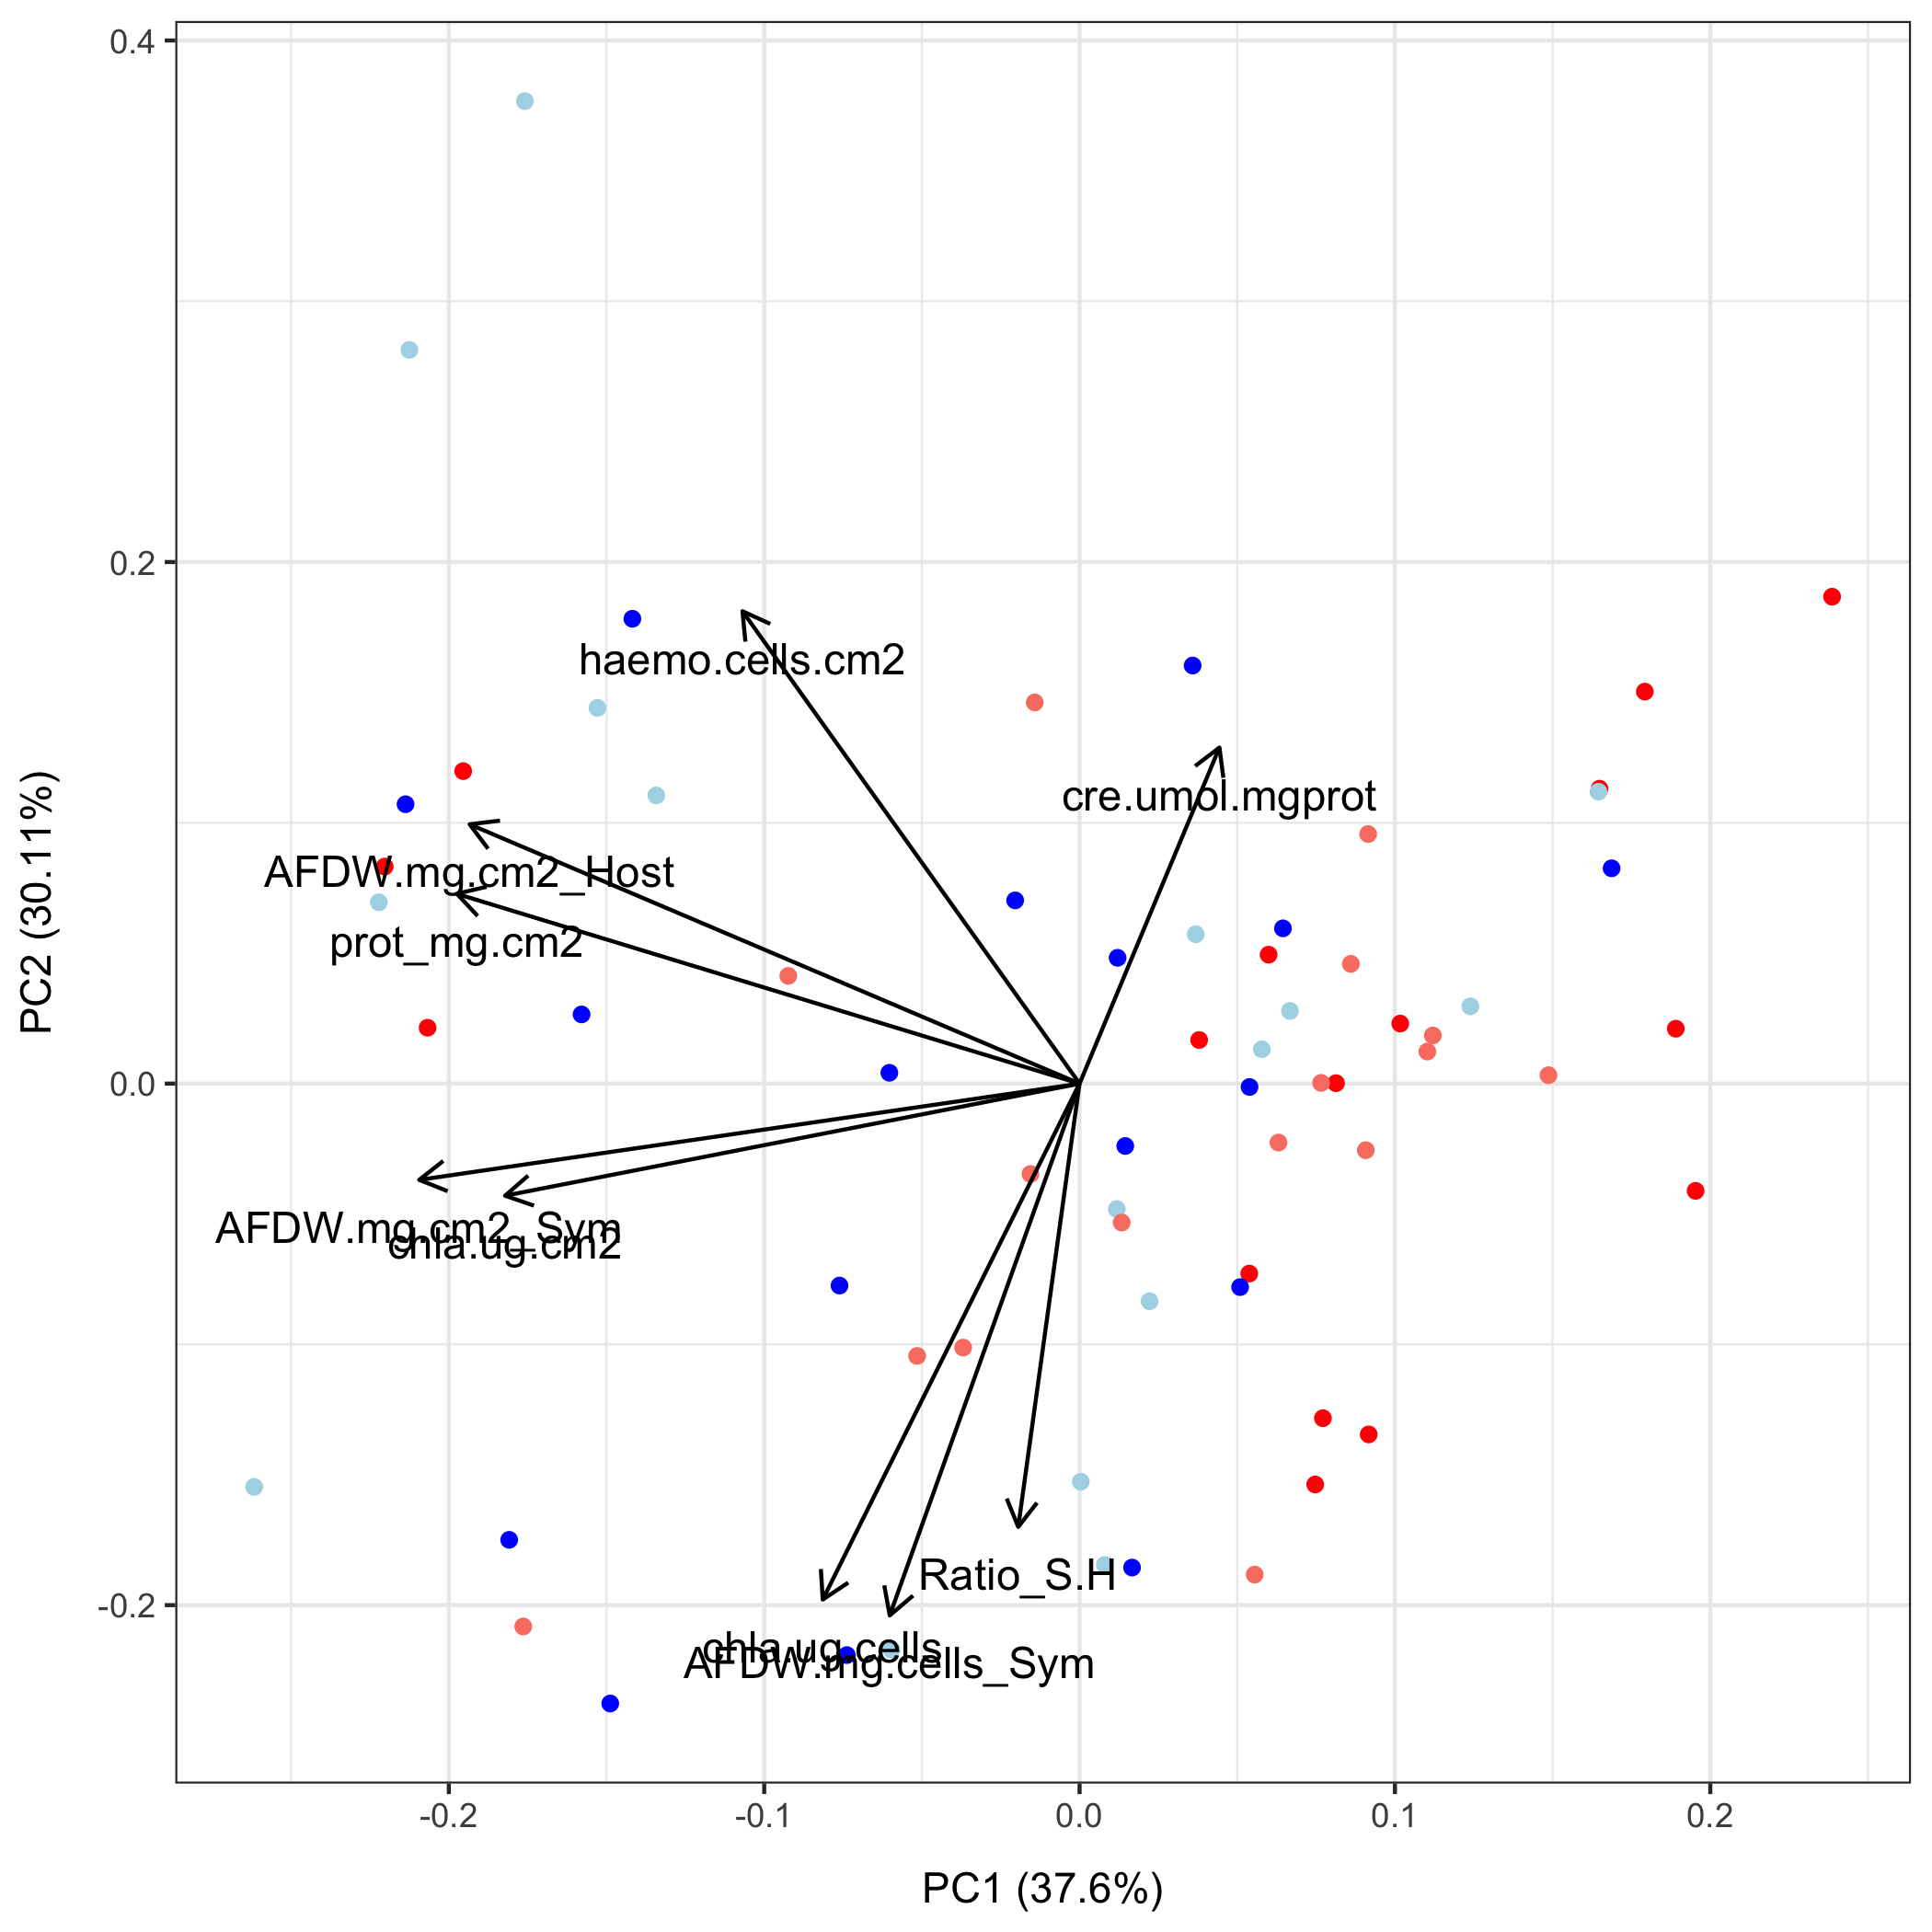 0.4
0.2
0.0
-0.2
PC2 (30.11%)
haemo.cells.cm2
cre.umol.mgprot
AFDW.mg.cm2_Host
prot_mg.cm2
AFDW.mg.cm2_Sym
chla.ug.cm2
Ratio_S.H
chla.ug.cells
AFDW.mg.cells_Sym
-0.2
-0.1
0.0
0.1
0.2
PC1 (37.6%)